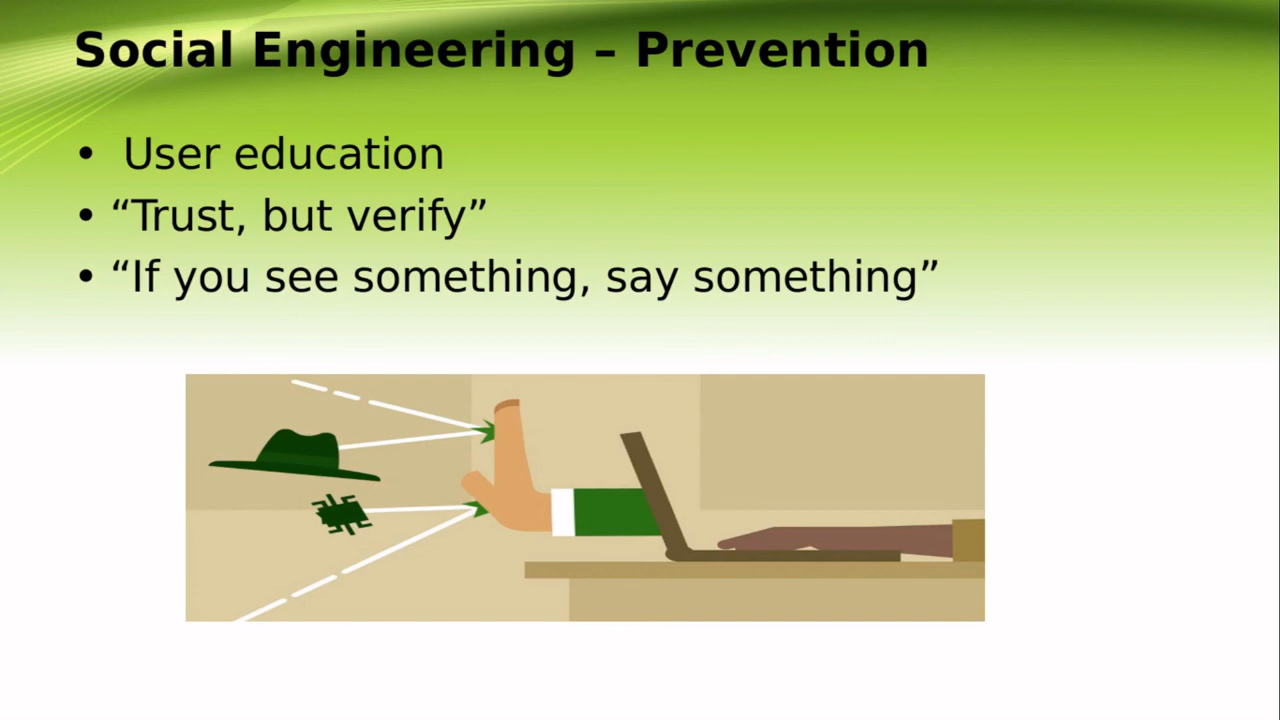 Social Engineering – Prevention
• User education
• “Trust, but verify”
• “If you see something, say something”